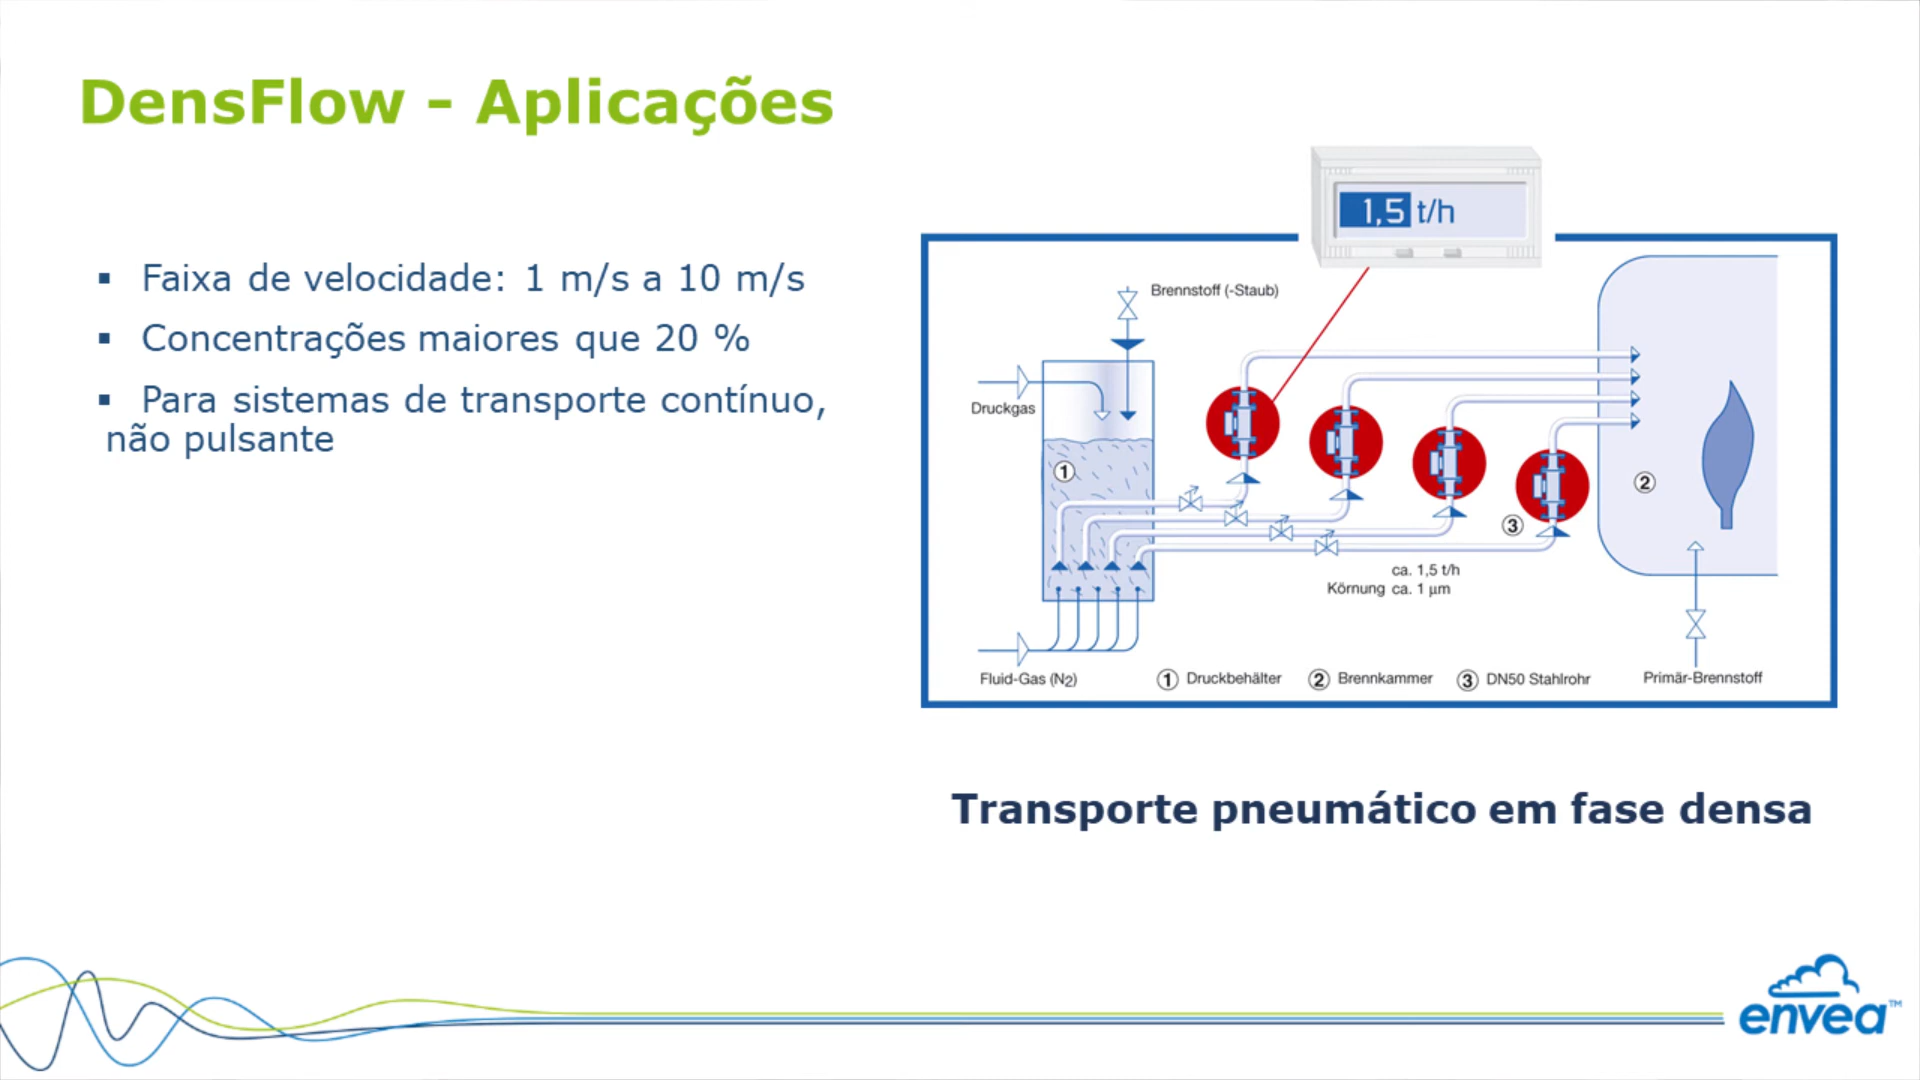 DensFlow - Aplicações
▪ Faixa de velocidade: 1 m/s a 10 m/s
▪ Concentrações maiores que 20 %
▪ Para sistemas de transporte contínuo,
não pulsante
1,5 t/h
Brennstoff (-Staub)
Druckgas
1
2
3
ca. 1,5 t/h
Körnung ca. 1 µm
Fluid-Gas (N2)
1 Druckbehälter
2 Brennkammer
3 DN50 Stahlrohr
Primär-Brennstoff
Transporte pneumático em fase densa
envea™